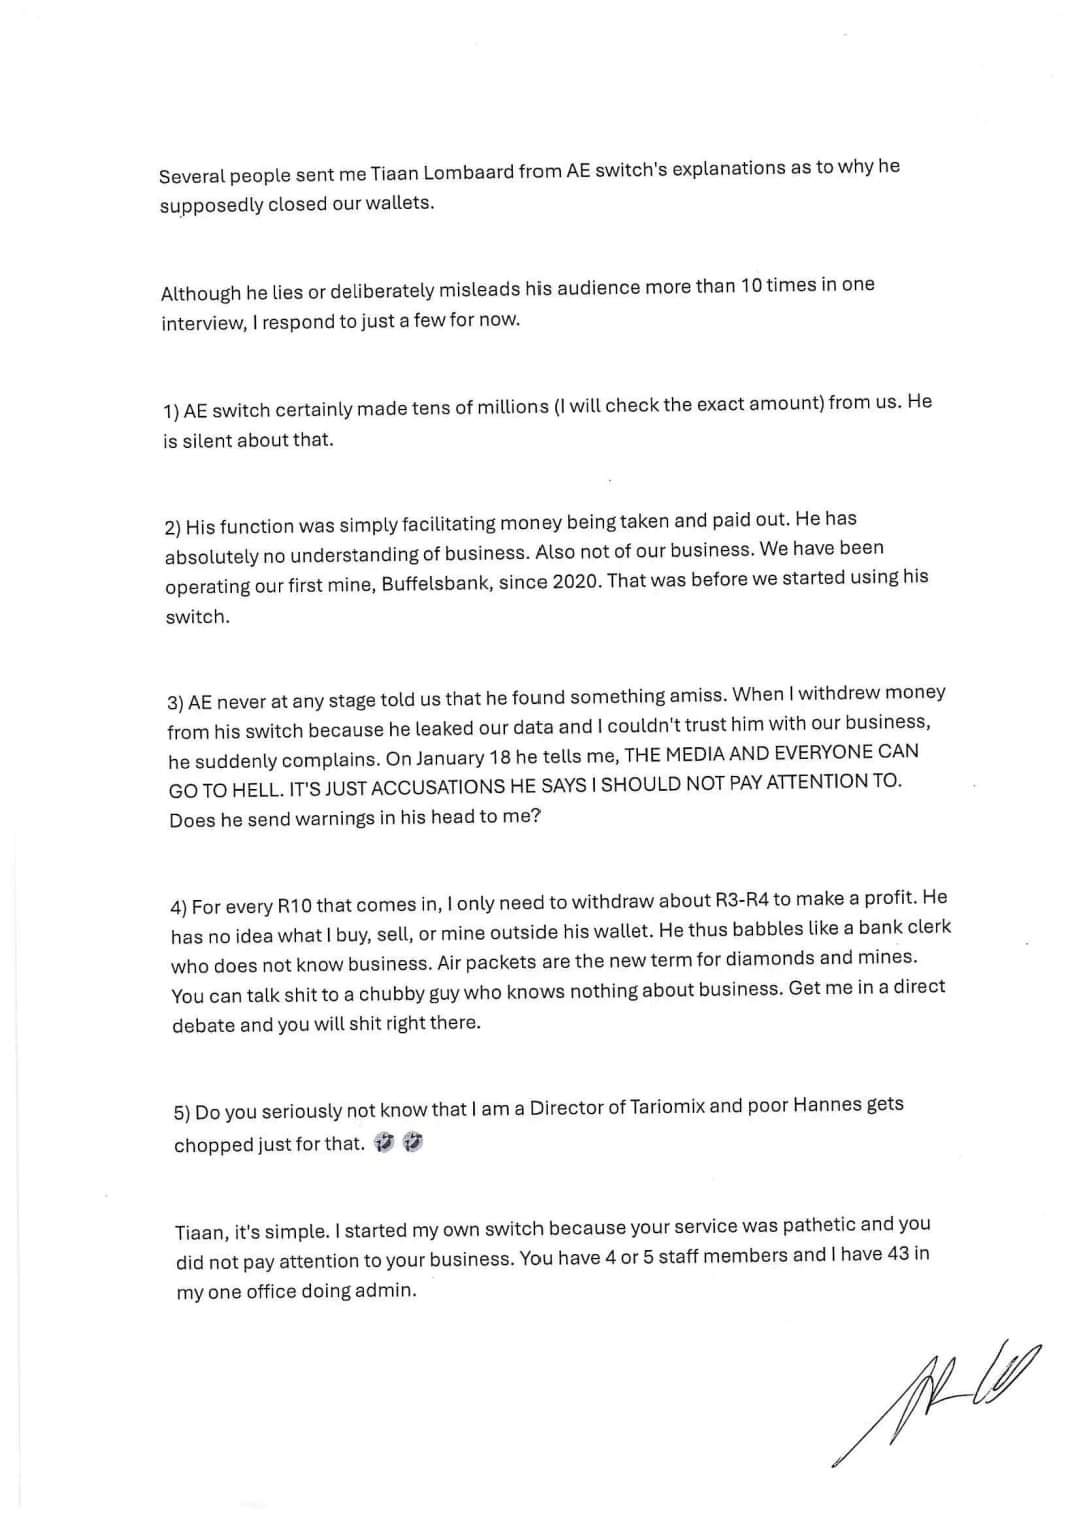 Several people sent me Tiaan Lombaard from AE switch's explanations as to why he
supposedly closed our wallets.
Although he lies or deliberately misleads his audience more than 10 times in one
interview, I respond to just a few for now.
1) AE switch certainly made tens of millions (I will check the exact amount) from us. He
is silent about that.
2) His function was simply facilitating money being taken and paid out. He has
absolutely no understanding of business. Also not of our business. We have been
operating our first mine, Buffelsbank, since 2020. That was before we started using his
switch.
3) AE never at any stage told us that he found something amiss. When I withdrew money
from his switch because he leaked our data and I couldn't trust him with our business,
he suddenly complains. On January 18 he tells me, THE MEDIA AND EVERYONE CAN
GO TO HELL. IT'S JUST ACCUSATIONS HE SAYS I SHOULD NOT PAY ATTENTION TO.
Does he send warnings in his head to me?
4) For every R10 that comes in, I only need to withdraw about R3-R4 to make a profit. He
has no idea what I buy, sell, or mine outside his wallet. He thus babbles like a bank clerk
who does not know business. Air packets are the new term for diamonds and mines.
You can talk shit to a chubby guy who knows nothing about business. Get me in a direct
debate and you will shit right there.
5) Do you seriously not know that I am a Director of Tariomix and poor Hannes gets
chopped just for that. 🤣 🤣
Tiaan, it's simple. I started my own switch because your service was pathetic and you
did not pay attention to your business. You have 4 or 5 staff members and I have 43 in
my one office doing admin.